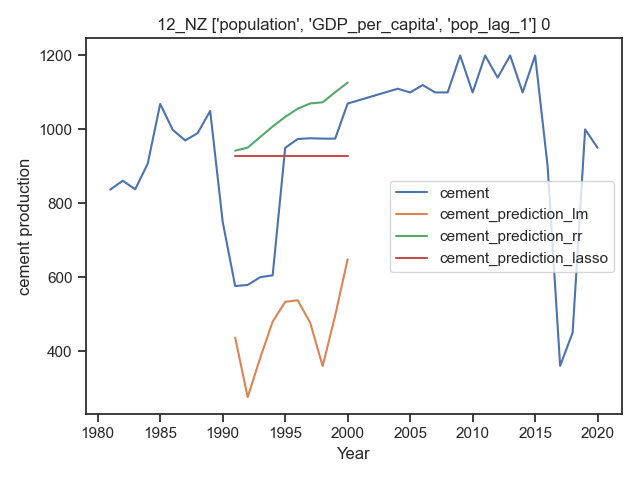 12_NZ ['population', 'GDP_per_capita', 'pop_lag_1'] 0
1200
1000
800
600
400
cement production
cement
cement_prediction_lm
cement_prediction_rr
cement_prediction_lasso
1980 1985 1990 1995 2000 2005 2010 2015 2020
Year